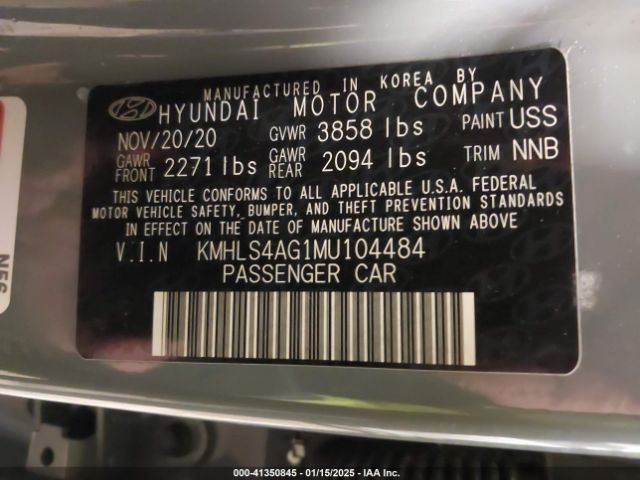 MANUFACTURED IN KOREA BY
HYUNDAI MOTOR COMPANY
NOV/20/20 GVWR 3858 lbs PAINT USS
GAWR FRONT 2271 lbs GAWR REAR 2094 lbs TRIM NNB
THIS VEHICLE CONFORMS TO ALL APPLICABLE U.S.A. FEDERAL
MOTOR VEHICLE SAFETY, BUMPER, AND THEFT PREVENTION STANDARDS
IN EFFECT ON THE DATE OF MANUFACTURE SHOWN ABOVE
V.I.N KMHLS4AG1MU104484
PASSENGER CAR
N55
000-41350845 - 01/15/2025 - IAA Inc.